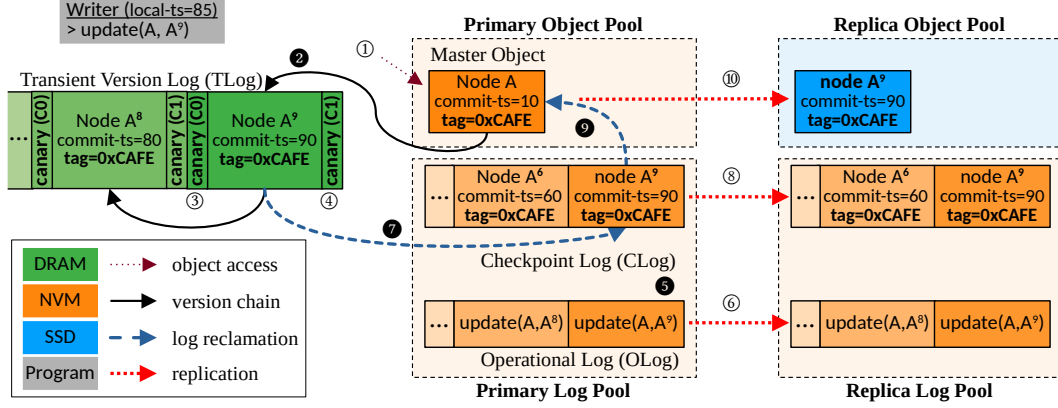 Writer (local-ts=85)
> update(A, A⁹)
Primary Object Pool
Replica Object Pool
Transient Version Log (TLog)
❷
①
Master Object
Node A
commit-ts=10
tag=0xCAFE
⑩
node A⁹
commit-ts=90
tag=0xCAFE
...
canary (C0)
Node A⁸
commit-ts=80
tag=0xCAFE
canary (C1)
canary (C0)
Node A⁹
commit-ts=90
tag=0xCAFE
canary (C1)
③
④
❾
...
Node A⁶
commit-ts=60
tag=0xCAFE
node A⁹
commit-ts=90
tag=0xCAFE
⑧
...
Node A⁶
commit-ts=60
tag=0xCAFE
node A⁹
commit-ts=90
tag=0xCAFE
❼
Checkpoint Log (CLog)
❺
...
update(A,A⁸)
update(A,A⁹)
⑥
...
update(A,A⁸)
update(A,A⁹)
Operational Log (OLog)
Primary Log Pool
Replica Log Pool
DRAM
object access
NVM
version chain
SSD
log reclamation
Program
replication